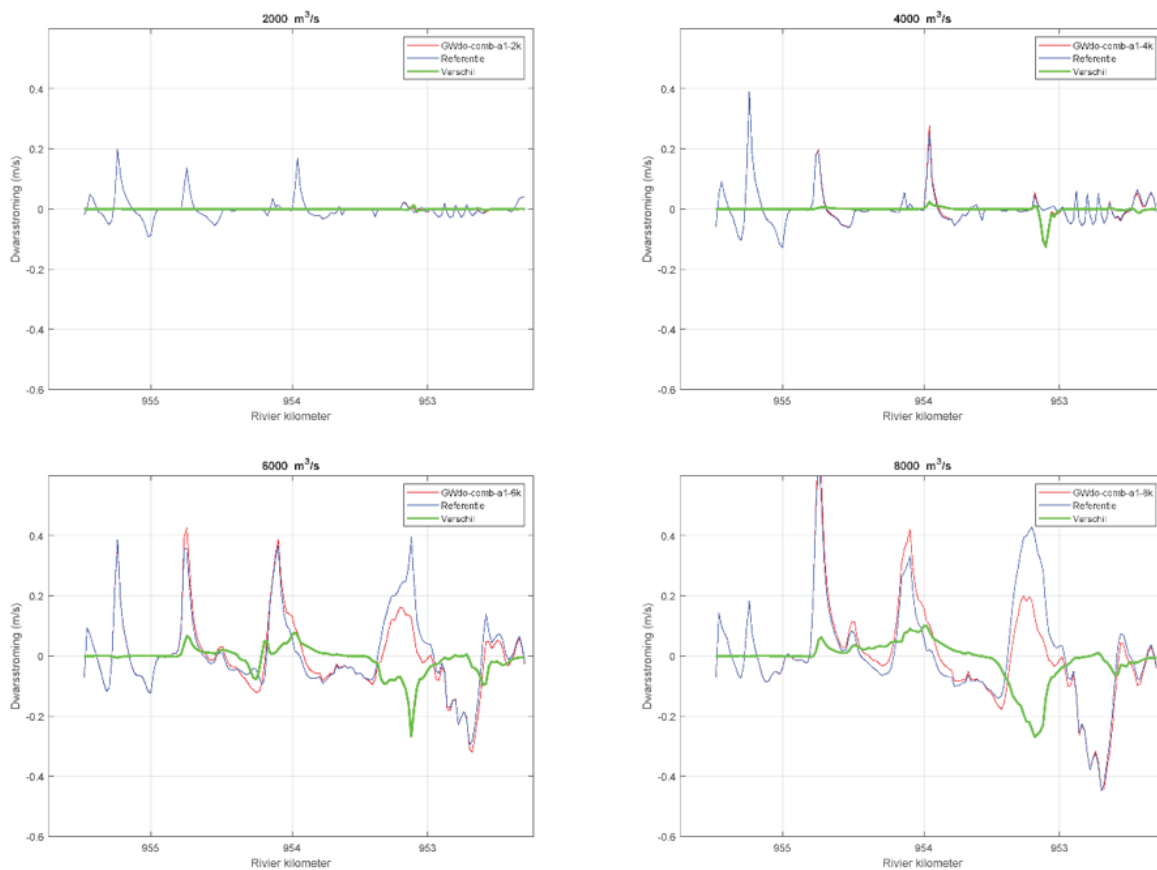 2000 m³/s
GWdo-comb-a1-2k
Referentie
Verschil
Dwarsstroming (m/s)
0.4
0.2
0
-0.2
-0.4
-0.6
955
954
953
Rivier kilometer
4000 m³/s
GWdo-comb-a1-4k
Referentie
Verschil
Dwarsstroming (m/s)
0.4
0.2
0
-0.2
-0.4
-0.6
955
954
953
Rivier kilometer
6000 m³/s
GWdo-comb-a1-6k
Referentie
Verschil
Dwarsstroming (m/s)
0.4
0.2
0
-0.2
-0.4
-0.6
955
954
953
Rivier kilometer
8000 m³/s
GWdo-comb-a1-8k
Referentie
Verschil
Dwarsstroming (m/s)
0.4
0.2
0
-0.2
-0.4
-0.6
955
954
953
Rivier kilometer